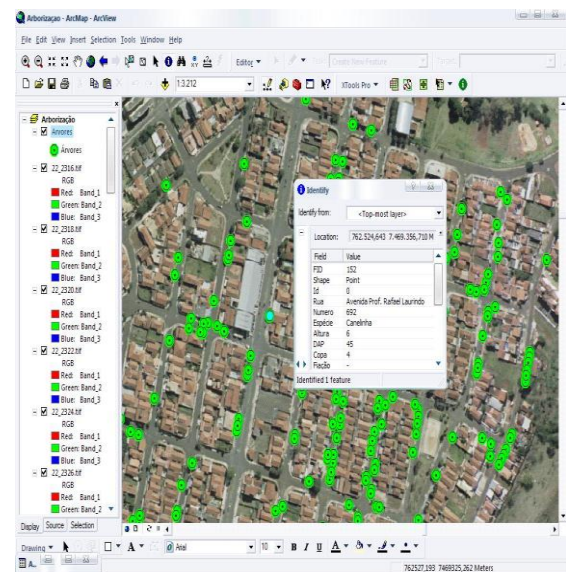 Arborizaçao - ArcMap - ArcView
File Edit View Insert Selection Tools Window Help
Editor
Create New Feature
1:3.212
XTools Pro
Arborização
Arvores
Árvores
22_2316.tif
RGB
Red: Band_1
Green: Band_2
Blue: Band_3
22_2318.tif
RGB
Red: Band_1
Green: Band_2
Blue: Band_3
22_2320.tif
RGB
Red: Band_1
Green: Band_2
Blue: Band_3
22_2322.tif
RGB
Red: Band_1
Green: Band_2
Blue: Band_3
22_2324.tif
RGB
Red: Band_1
Green: Band_2
Blue: Band_3
22_2326.tif
RGB
Red: Band_1
Green: Band_2
Display Source Selection
Identify
Identify from: <Top-most layer>
Location: 762.524,643 7.469.356,710 M
Field Value
FID 152
Shape Point
Id 0
Rua Avenida Prof. Rafael Laurindo
Numero 692
Espécie Canelinha
Altura 6
DAP 45
Copa 4
Fiacão -
Identified 1 feature
Drawing
A
Arial
10
B I U A
A..
762527,193 7469325,262 Meters